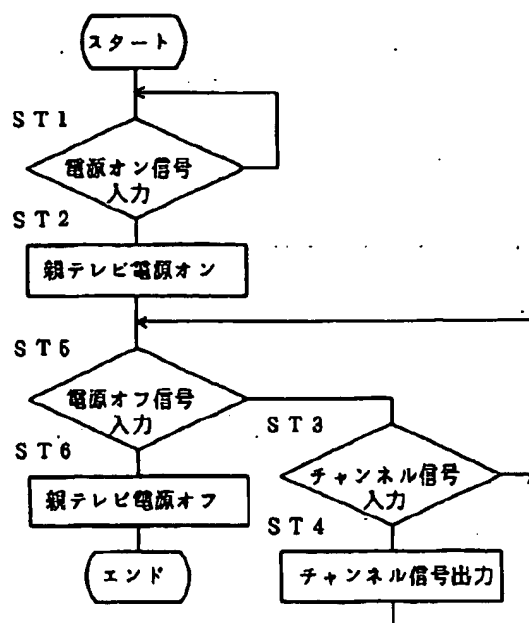 スタート
ST1
電源オン信号
入力
ST2
親テレビ電源オン
ST5
電源オフ信号
入力
ST3
ST6
チャンネル信号
入力
親テレビ電源オフ
ST4
エンド
チャンネル信号出力